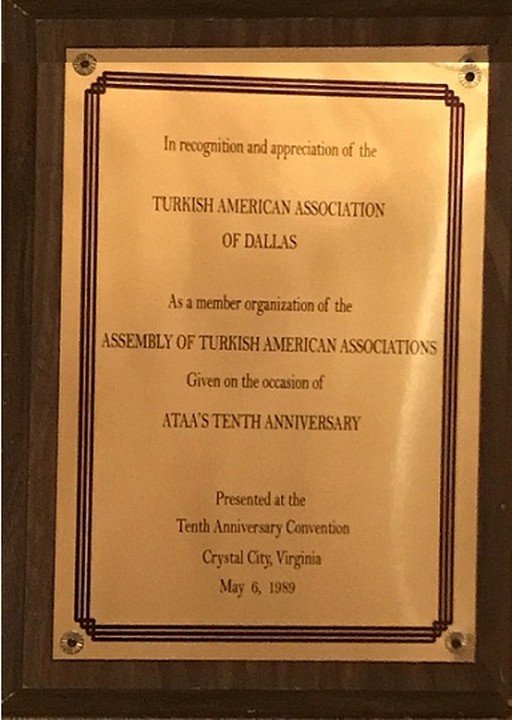 In recognition and appreciation of the
TURKISH AMERICAN ASSOCIATION
OF DALLAS
As a member organization of the
ASSEMBLY OF TURKISH AMERICAN ASSOCIATIONS
Given on the occasion of
ATAA'S TENTH ANNIVERSARY
Presented at the
Tenth Anniversary Convention
Crystal City, Virginia
May 6, 1989